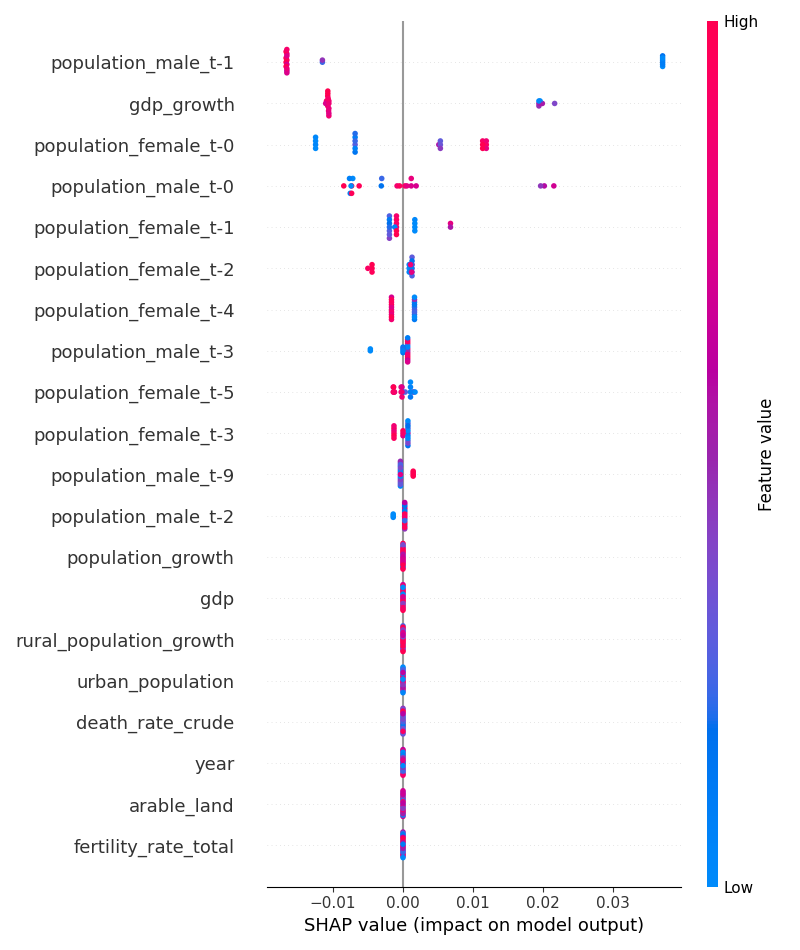 High
population_male_t-1
gdp_growth
population_female_t-0
population_male_t-0
population_female_t-1
population_female_t-2
population_female_t-4
population_male_t-3
population_female_t-5
population_female_t-3
population_male_t-9
population_male_t-2
population_growth
gdp
rural_population_growth
urban_population
death_rate_crude
year
arable_land
fertility_rate_total
Feature value
Low
−0.01 0.00 0.01 0.02 0.03
SHAP value (impact on model output)